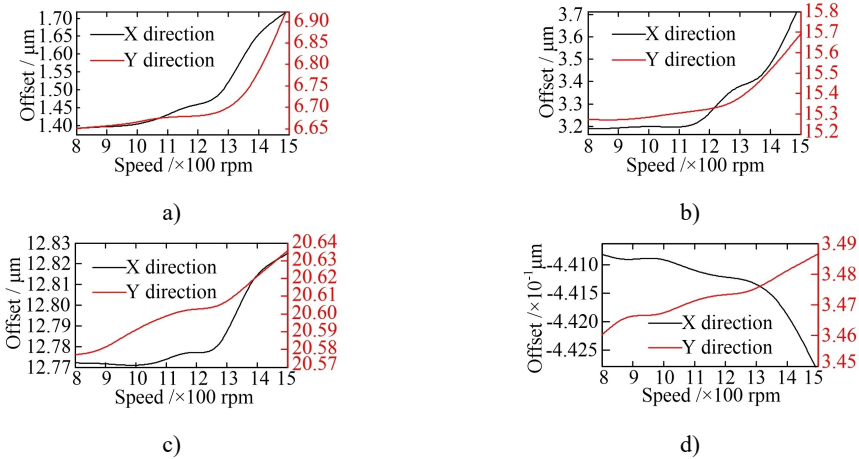 1.70
1.65
1.60
1.55
1.50
1.45
1.40
Offset / μm
X direction
Y direction
6.90
6.85
6.80
6.75
6.70
6.65
8 9 10 11 12 13 14 15
Speed /×100 rpm
a)
3.7
3.6
3.5
3.4
3.3
3.2
Offset / μm
X direction
Y direction
15.8
15.7
15.6
15.5
15.4
15.3
15.2
8 9 10 11 12 13 14 15
Speed /×100 rpm
b)
12.83
12.82
12.81
12.80
12.79
12.78
12.77
Offset / μm
X direction
Y direction
20.64
20.63
20.62
20.61
20.60
20.59
20.58
20.57
8 9 10 11 12 13 14 15
Speed /×100 rpm
c)
-4.410
-4.415
-4.420
-4.425
Offset /×10⁻¹μm
X direction
Y direction
3.49
3.48
3.47
3.46
3.45
8 9 10 11 12 13 14 15
Speed /×100 rpm
d)